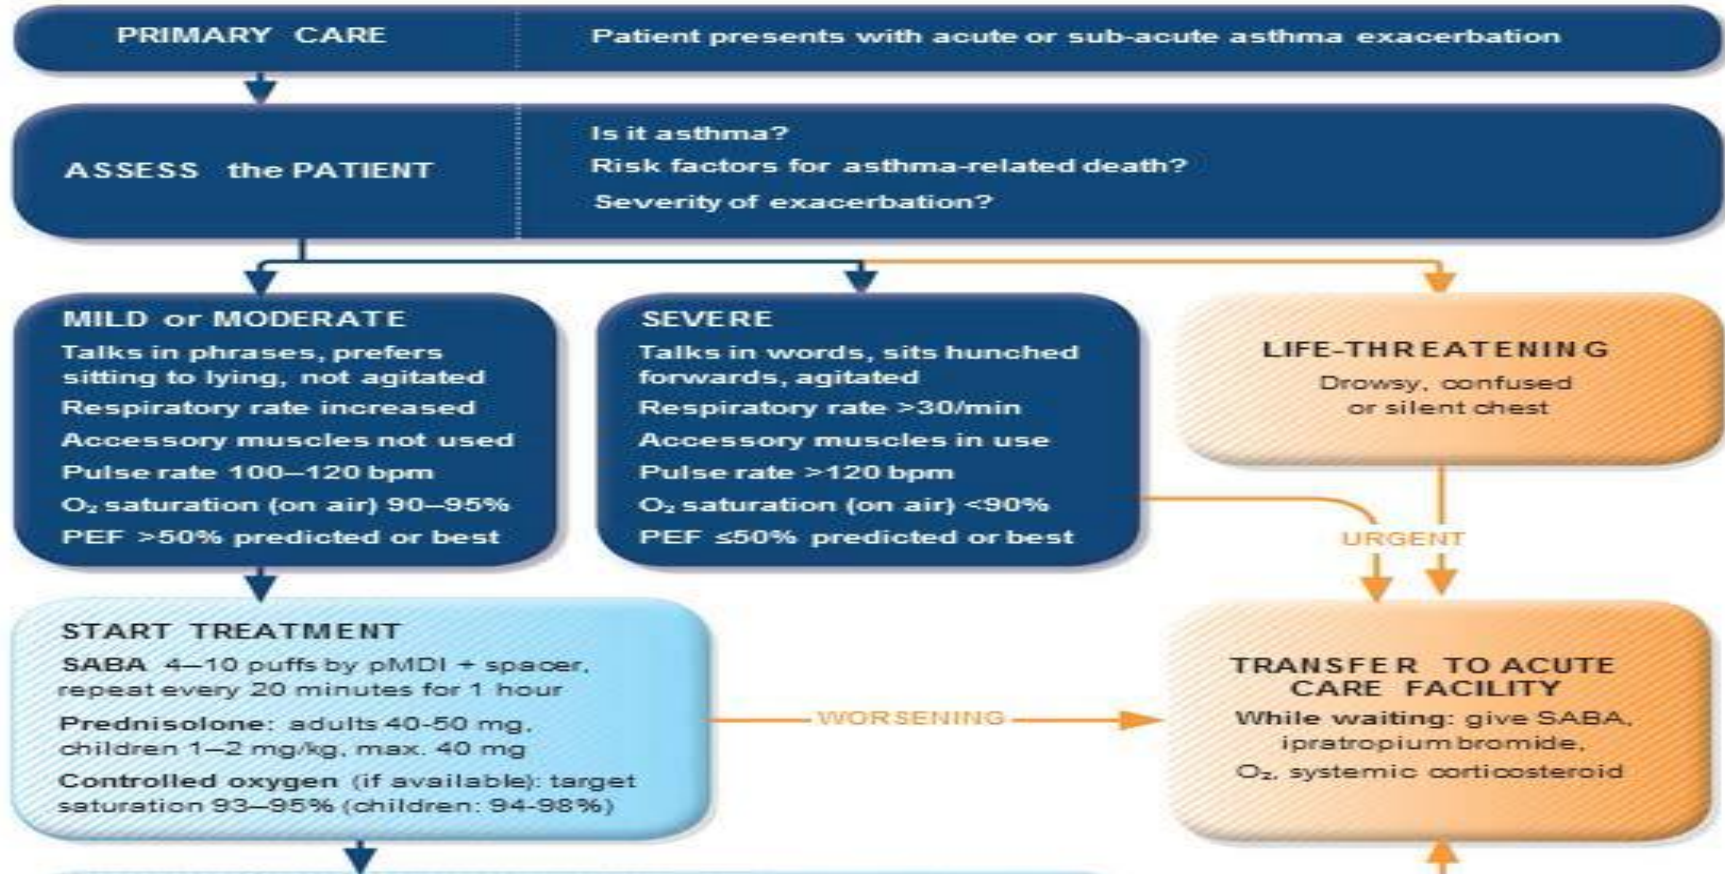 PRIMARY CARE
Patient presents with acute or sub-acute asthma exacerbation
ASSESS the PATIENT
Is it asthma?
Risk factors for asthma-related death?
Severity of exacerbation?
MILD or MODERATE
Talks in phrases, prefers
sitting to lying, not agitated
Respiratory rate increased
Accessory muscles not used
Pulse rate 100–120 bpm
O₂ saturation (on air) 90–95%
PEF >50% predicted or best
SEVERE
Talks in words, sits hunched
forwards, agitated
Respiratory rate >30/min
Accessory muscles in use
Pulse rate >120 bpm
O₂ saturation (on air) <90%
PEF ≤50% predicted or best
LIFE-THREATENING
Drowsy, confused
or silent chest
URGENT
START TREATMENT
SABA 4–10 puffs by pMDI + spacer,
repeat every 20 minutes for 1 hour
Prednisolone: adults 40-50 mg,
children 1–2 mg/kg, max. 40 mg
Controlled oxygen (if available): target
saturation 93–95% (children: 94-98%)
WORSENING
TRANSFER TO ACUTE
CARE FACILITY
While waiting: give SABA,
ipratropium bromide,
O₂, systemic corticosteroid